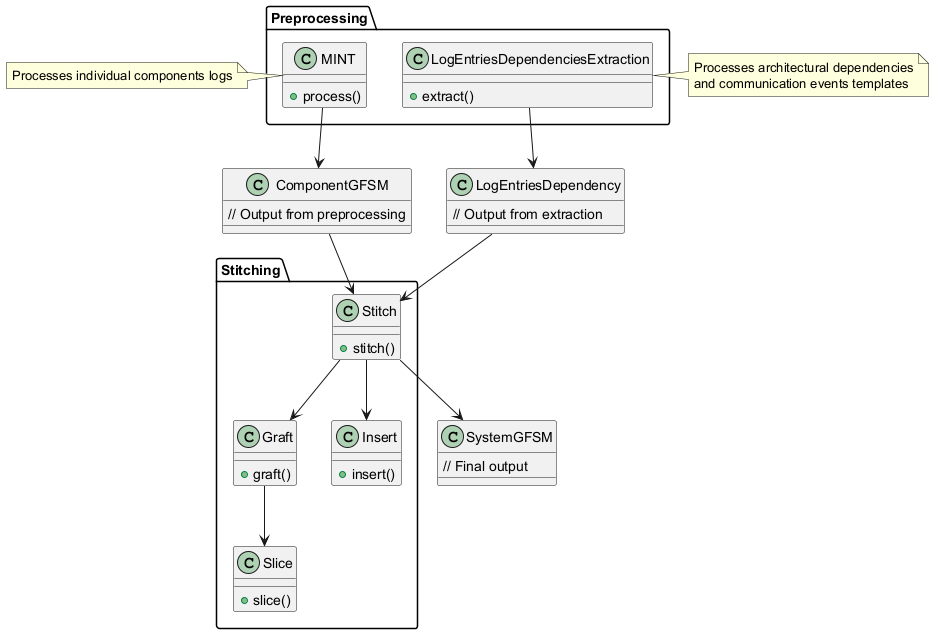 Preprocessing
Processes individual components logs
C MINT
process()
C LogEntriesDependenciesExtraction
extract()
Processes architectural dependencies
and communication events templates
C ComponentGFSM
// Output from preprocessing
C LogEntriesDependency
// Output from extraction
Stitching
C Stitch
stitch()
C Graft
graft()
C Insert
insert()
C SystemGFSM
// Final output
C Slice
slice()